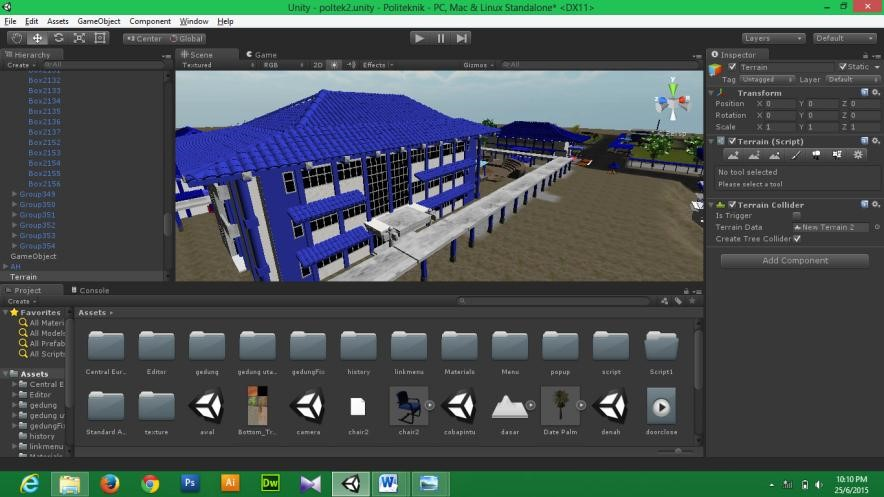 Unity - poltek2.unity - Politeknik - PC, Mac & Linux Standalone* <DX11>
File Edit Assets GameObject Component Window Help
Center Global
Layers
Default
Hierarchy
Create All
Box2132
Box2133
Box2134
Box2135
Box2136
Box2137
Box2152
Box2153
Box2154
Box2155
Box2156
Group349
Group350
Group351
Group352
Group353
Group354
GameObject
AH
Terrain
Scene Game
Textured RGB 2D Effects Gizmos All
y
z x
Persp
Inspector
Terrain Static
Tag Untagged Layer Default
Transform
Position X 0 Y 0 Z 0
Rotation X 0 Y 0 Z 0
Scale X 1 Y 1 Z 1
Terrain (Script)
No tool selected
Please select a tool
Terrain Collider
Is Trigger
Terrain Data New Terrain 2
Create Tree Collider
Add Component
Project Console
Create
Favorites
All Materi
All Models
All Prefab
All Scripts
Assets
Central E
Editor
gedung
gedung u
gedungFi
history
linkmenu
Assets
Central Eur... Editor gedung gedung uta... gedungFix history linkmenu Materials Menu popup script Script1
Standard A... texture awal Bottom_Tr... camera chair2 chair2 cobapintu dasar Date Palm denah doorclose
Ps Ai Dw W
10:10 PM
25/6/2015